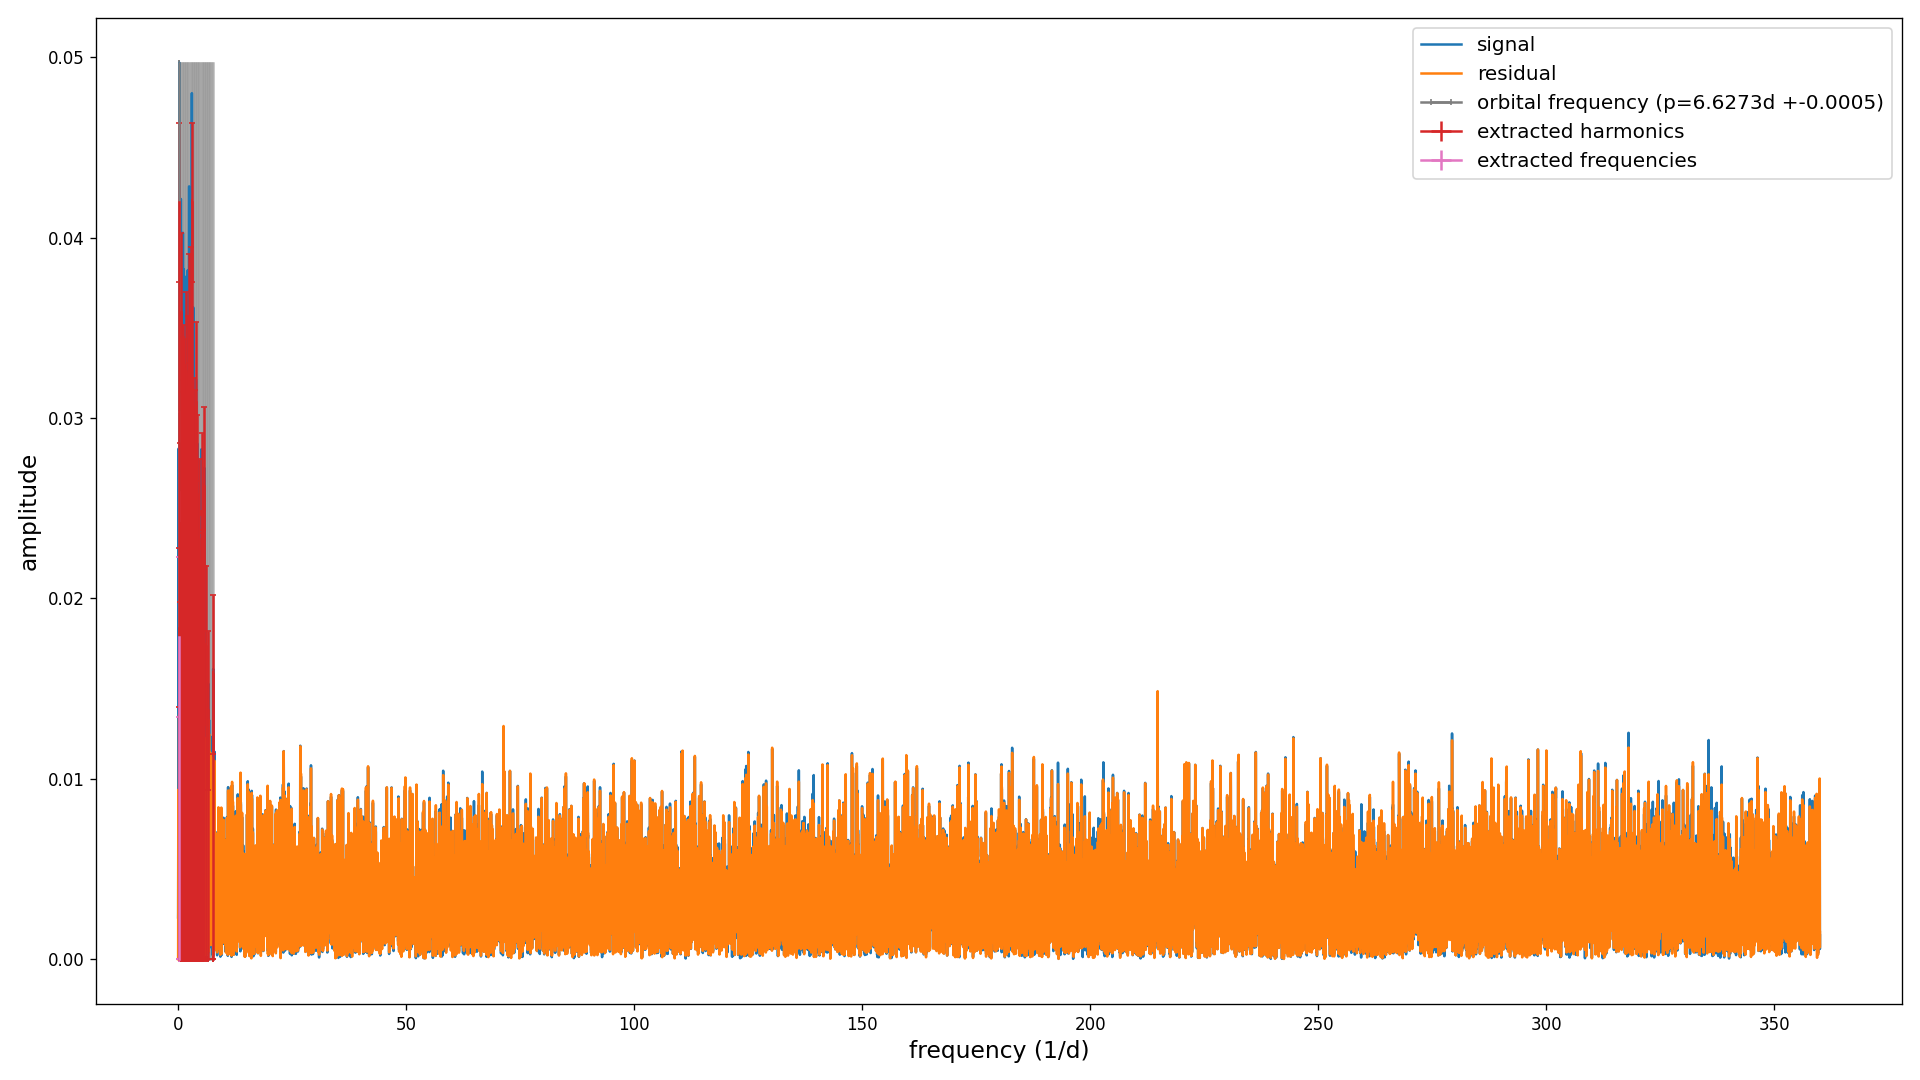 signal
residual
orbital frequency (p=6.6273d +-0.0005)
extracted harmonics
extracted frequencies
0.05
0.04
0.03
0.02
0.01
0.00
amplitude
0 50 100 150 200 250 300 350
frequency (1/d)